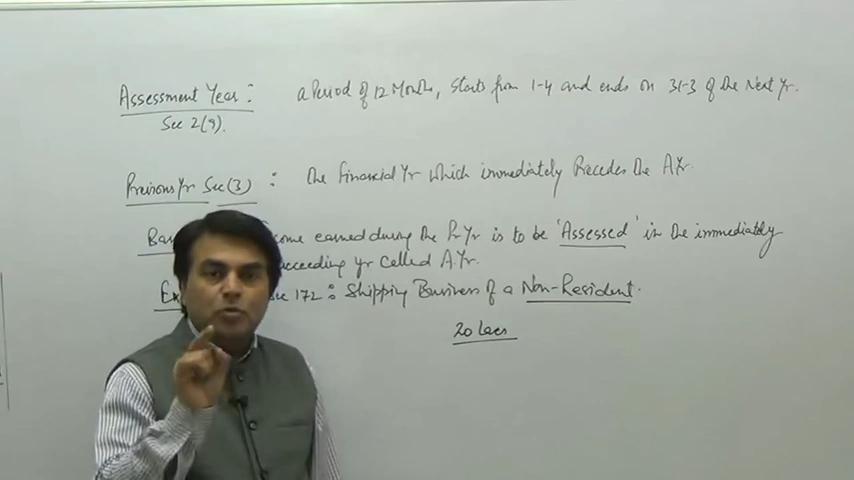 Assessment Year : a Period of 12 Months, starts from 1-4 and ends on 31-3 of the Next Yr.
Sec 2(9).
Previous Yr Sec (3) : The Financial Yr which immediately Precedes the A.Yr.
come earned during the P.Yr is to be 'Assessed' in the immediately
cceeding yr called A.Yr.
172 : Shipping Business of a Non-Resident.
20 Lacs